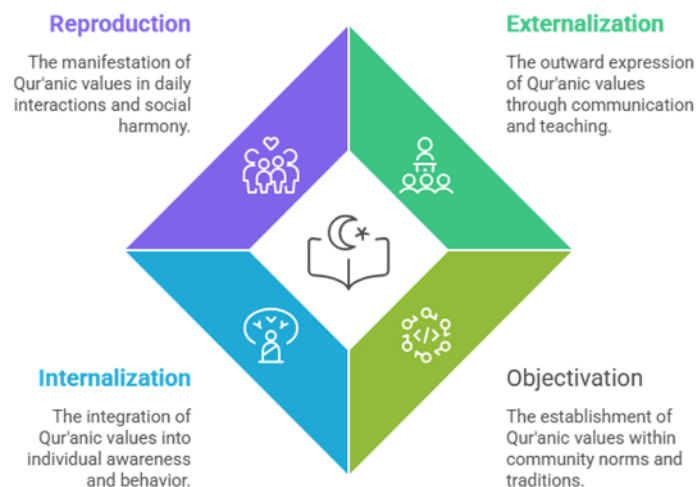 Reproduction
The manifestation of
Qur'anic values in daily
interactions and social
harmony.
Externalization
The outward expression
of Qur'anic values
through communication
and teaching.
Internalization
The integration of
Qur'anic values into
individual awareness
and behavior.
Objectivation
The establishment of
Qur'anic values within
community norms and
traditions.